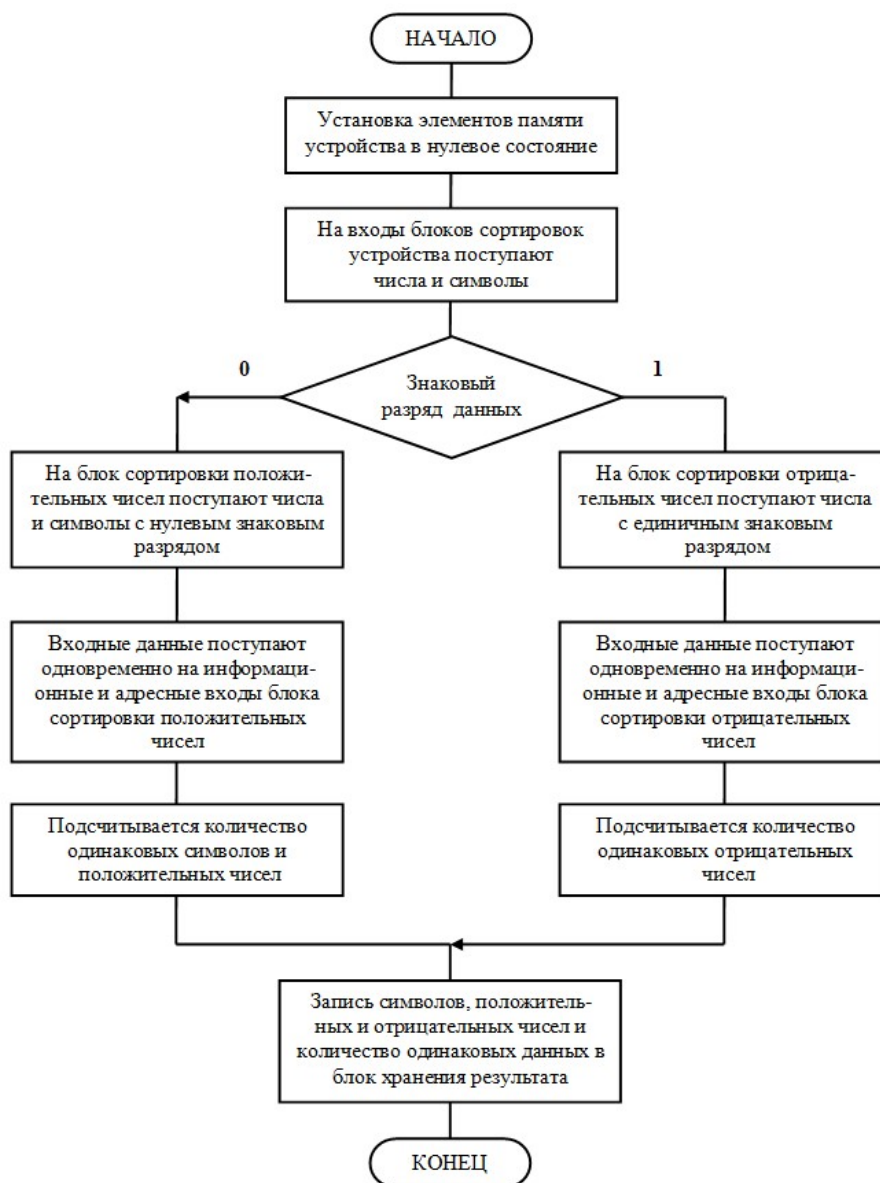 НАЧАЛО
Установка элементов памяти
устройства в нулевое состояние
На входы блоков сортировок
устройства поступают
числа и символы
0
1
Знаковый
разряд данных
На блок сортировки положи-
тельных чисел поступают числа
и символы с нулевым знаковым
разрядом
На блок сортировки отрица-
тельных чисел поступают числа
с единичным знаковым
разрядом
Входные данные поступают
одновременно на информаци-
онные и адресные входы блока
сортировки положительных
чисел
Входные данные поступают
одновременно на информаци-
онные и адресные входы блока
сортировки отрицательных
чисел
Подсчитывается количество
одинаковых символов и
положительных чисел
Подсчитывается количество
одинаковых отрицательных
чисел
Запись символов, положитель-
ных и отрицательных чисел и
количество одинаковых данных в
блок хранения результата
КОНЕЦ